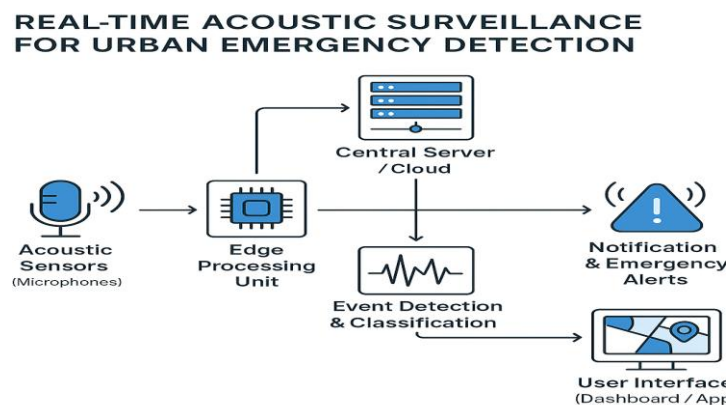 REAL-TIME ACOUSTIC SURVEILLANCE
FOR URBAN EMERGENCY DETECTION
Central Server
/Cloud
Acoustic
Sensors
(Microphones)
Edge
Processing
Unit
Notification
& Emergency
Alerts
Event Detection
& Classification
User Interface
(Dashboard / App